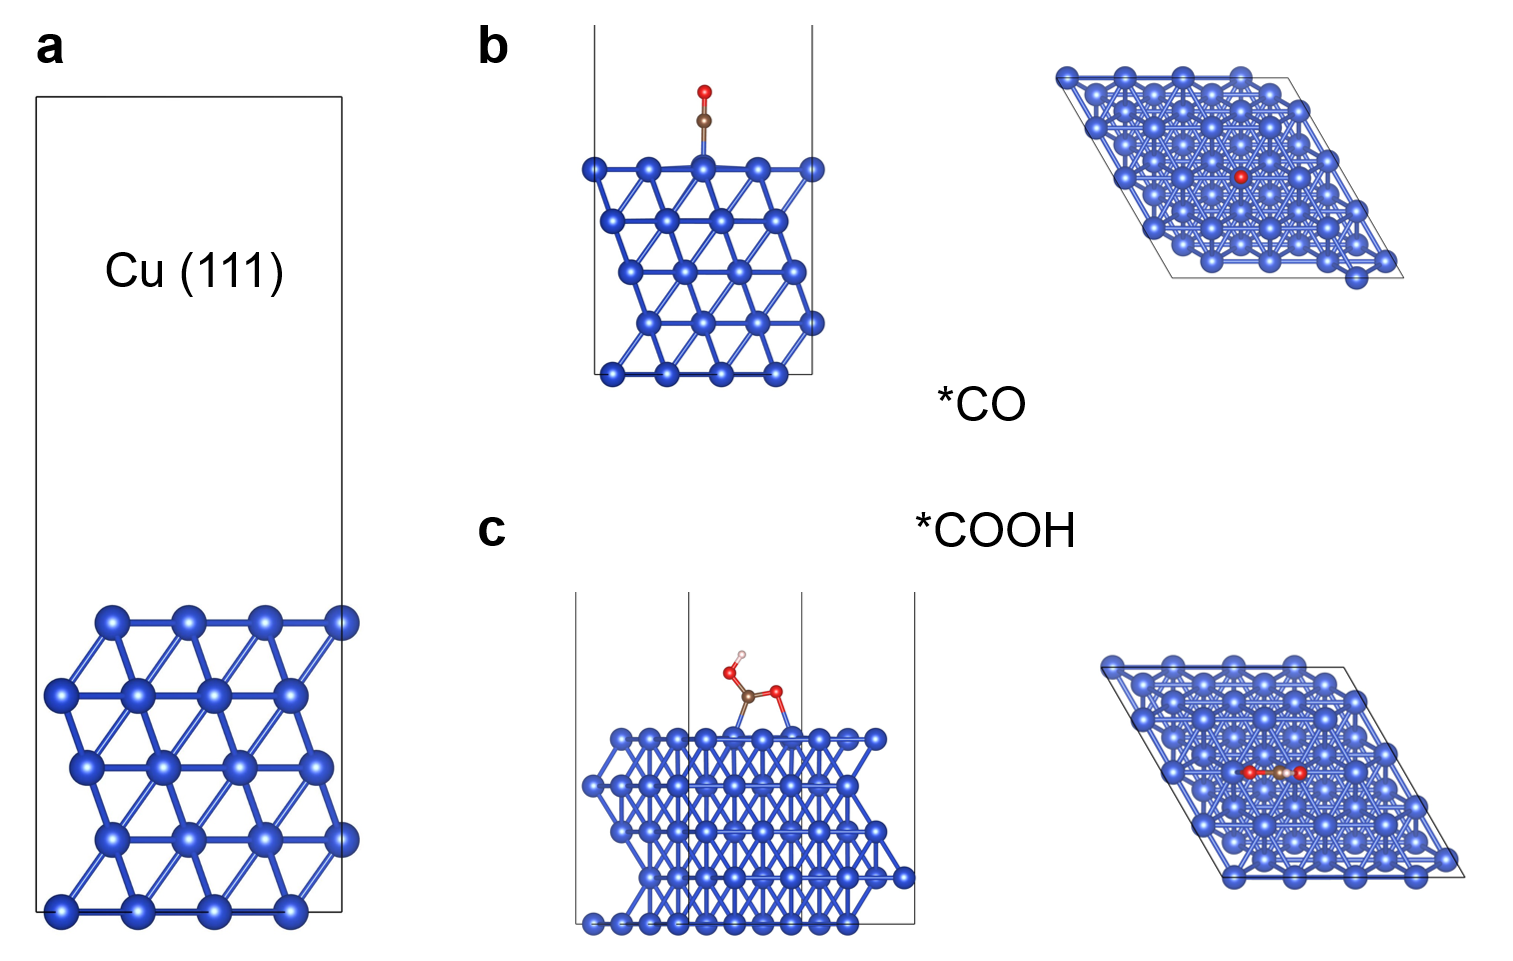 a
Cu (111)
b
*CO
c
*COOH